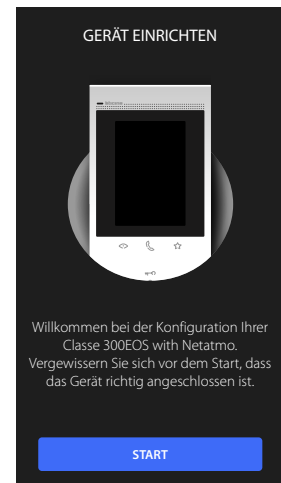 GERÄT EINRICHTEN
Willkommen bei der Konfiguration Ihrer
Classe 300EOS with Netatmo.
Vergewissern Sie sich vor dem Start, dass
das Gerät richtig angeschlossen ist.
START